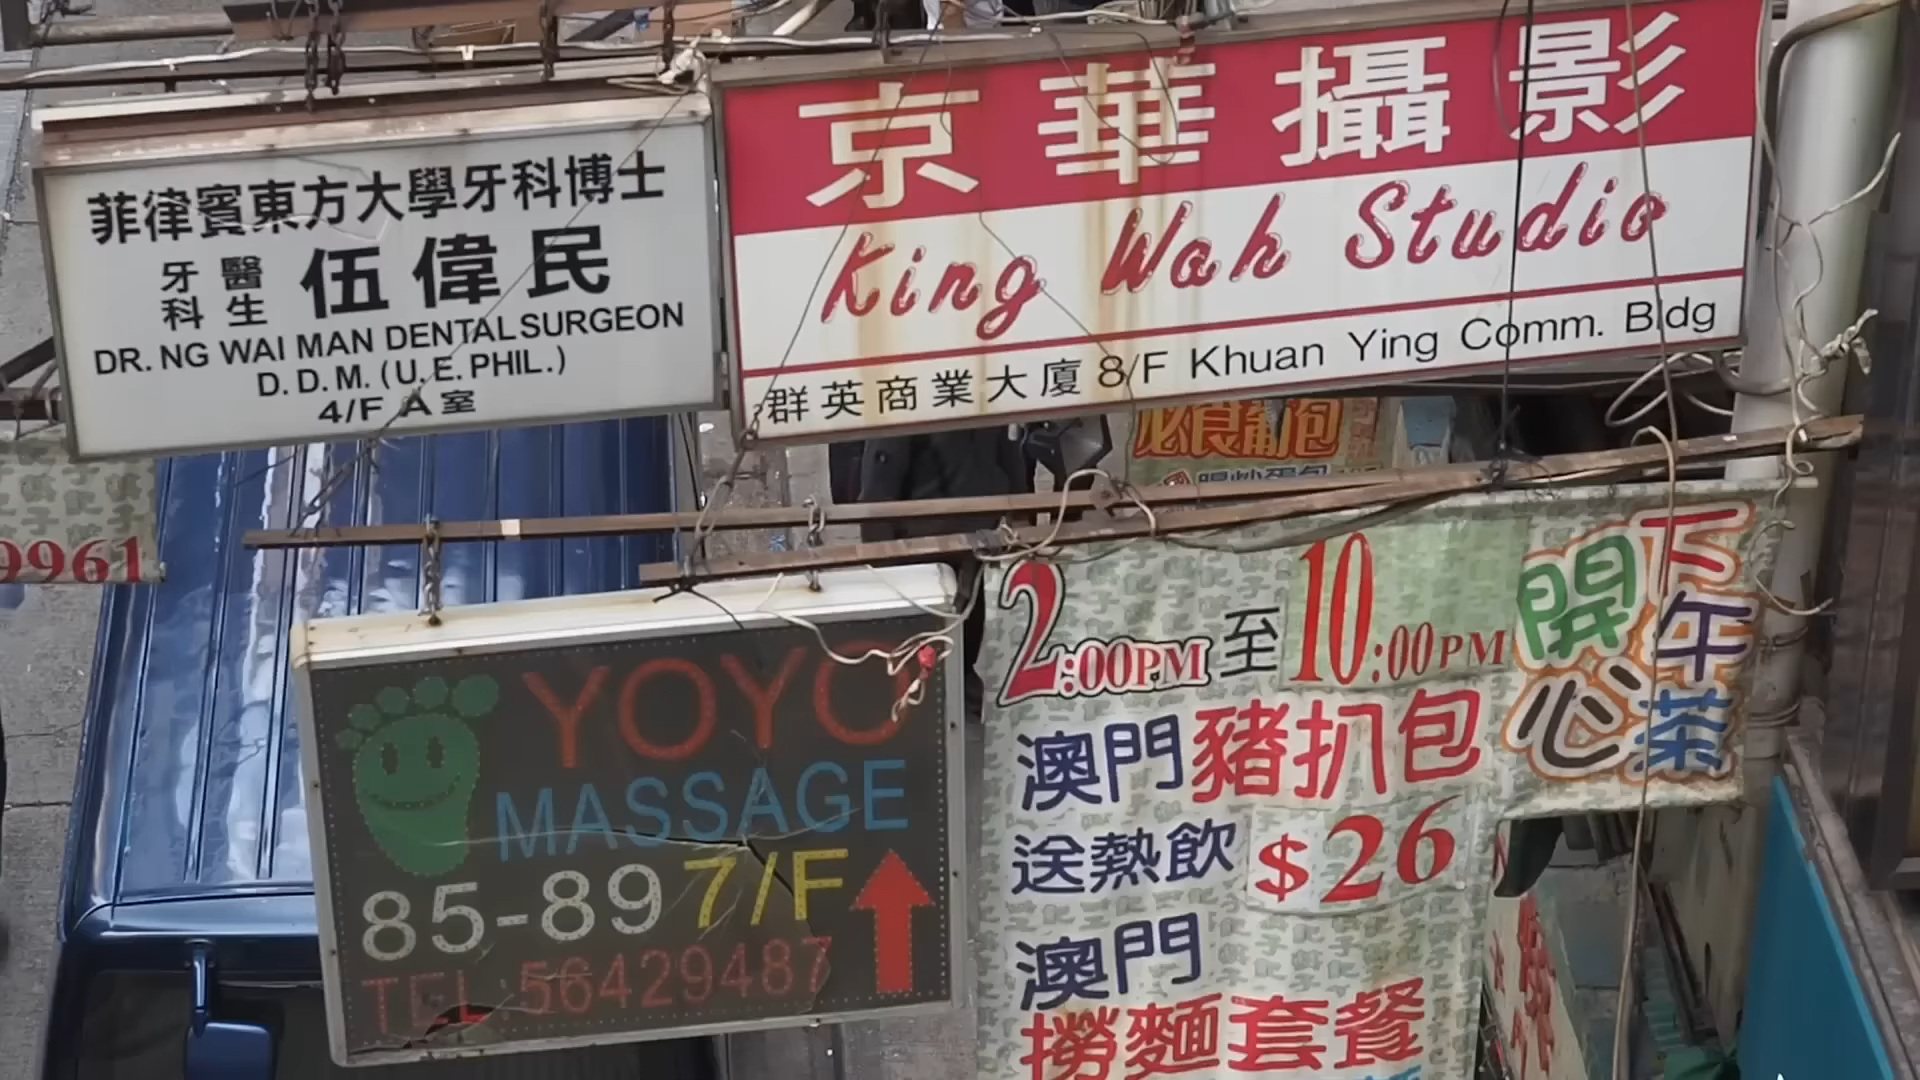 菲律賓東方大學牙科博士
牙醫
科生
伍偉民
DR. NG WAI MAN DENTAL SURGEON
D.D.M. (U.E. PHIL.)
4/F A室
京華攝影
King Wah Studio
群英商業大廈 8/F Khuan Ying Comm. Bldg
必食
9961
YOYO
MASSAGE
85-89 7/F
TEL:56429487
下午茶
開心
2:00PM 至 10:00PM
澳門豬扒包
送熱飲 $26
澳門
撈麵套餐